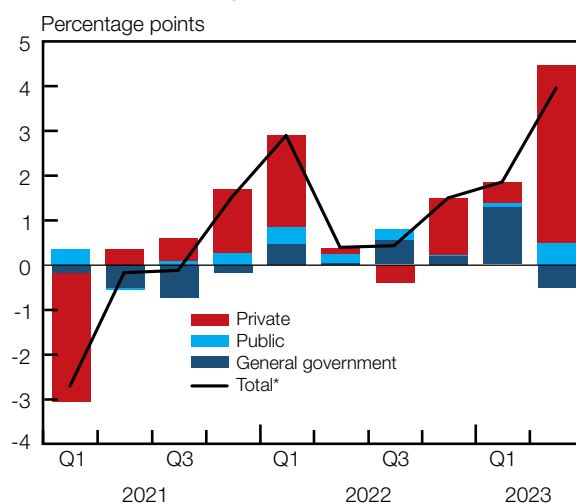 Percentage points
5
4
3
2
1
0
-1
-2
-3
-4
Private
Public
General government
Total*
Q1 Q3 Q1 Q3 Q1
2021 2022 2023